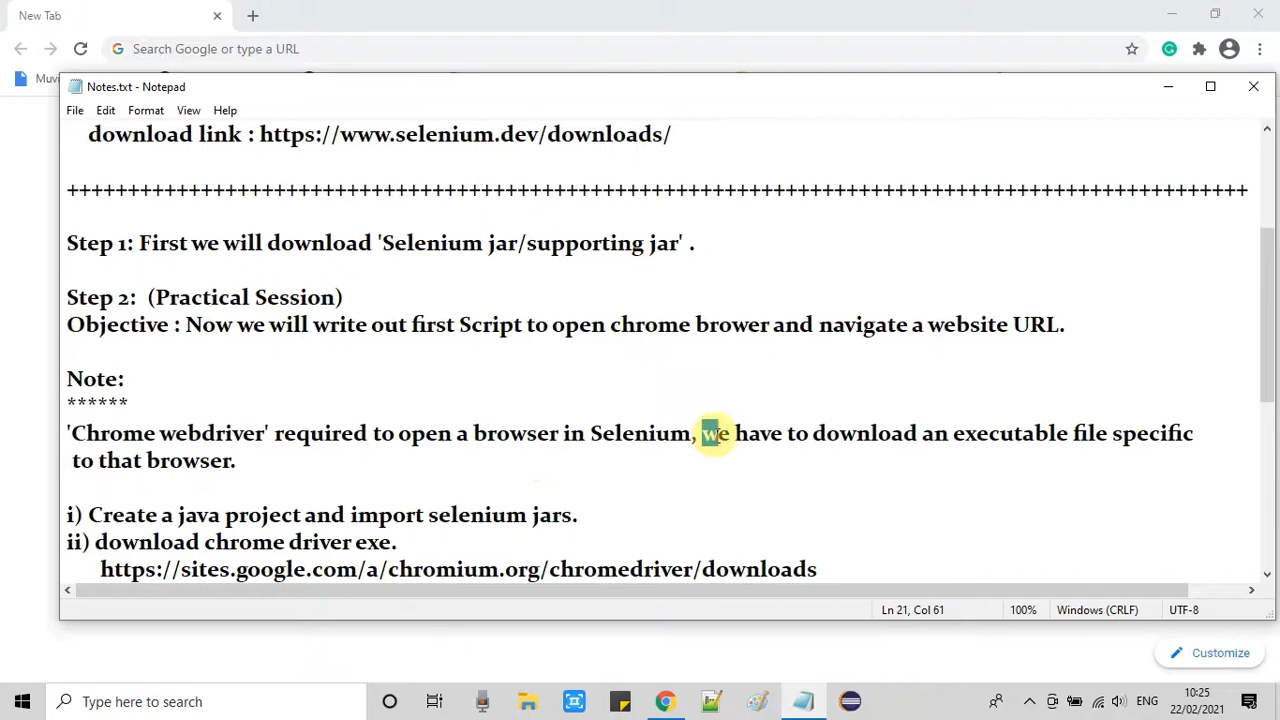 New Tab
Search Google or type a URL
Muvi
Notes.txt - Notepad
File Edit Format View Help
download link : https://www.selenium.dev/downloads/
+++++++++++++++++++++++++++++++++++++++++++++++++++++++++++++++++++++++++++++++++++++++++++++++++
Step 1: First we will download 'Selenium jar/supporting jar' .
Step 2: (Practical Session)
Objective : Now we will write out first Script to open chrome brower and navigate a website URL.
Note:
******
'Chrome webdriver' required to open a browser in Selenium, we have to download an executable file specific
to that browser.
i) Create a java project and import selenium jars.
ii) download chrome driver exe.
https://sites.google.com/a/chromium.org/chromedriver/downloads
Ln 21, Col 61 100% Windows (CRLF) UTF-8
Customize
Type here to search
10:25
22/02/2021